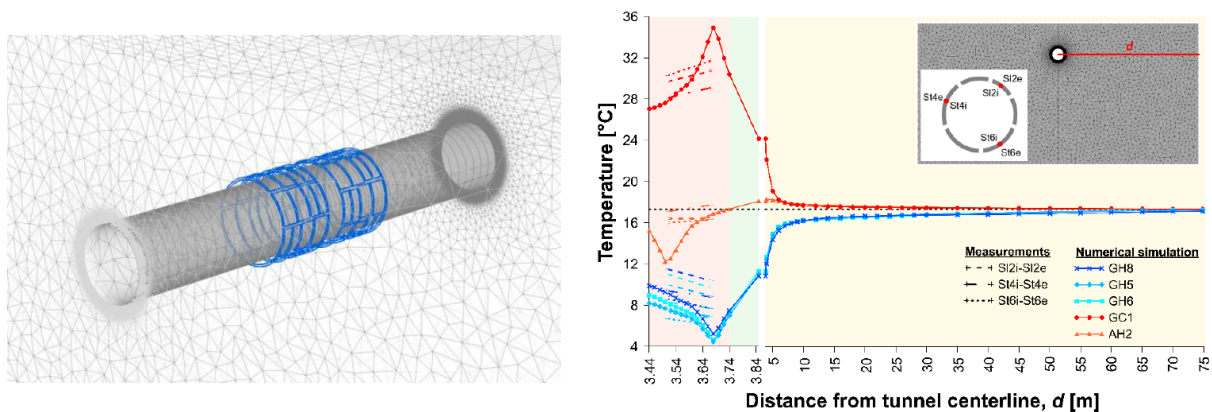 36
32
28
24
20
16
12
8
4
Temperature [°C]
d
Sl2e
Sl2i
St4e
St4i
St6i
St6e
Measurements
Sl2i-Sl2e
St4i-St4e
St6i-St6e
Numerical simulation
GH8
GH5
GH6
GC1
AH2
3.44
3.54
3.64
3.74
3.84
5
10
15
20
25
30
35
40
45
50
55
60
65
70
75
Distance from tunnel centerline, d [m]